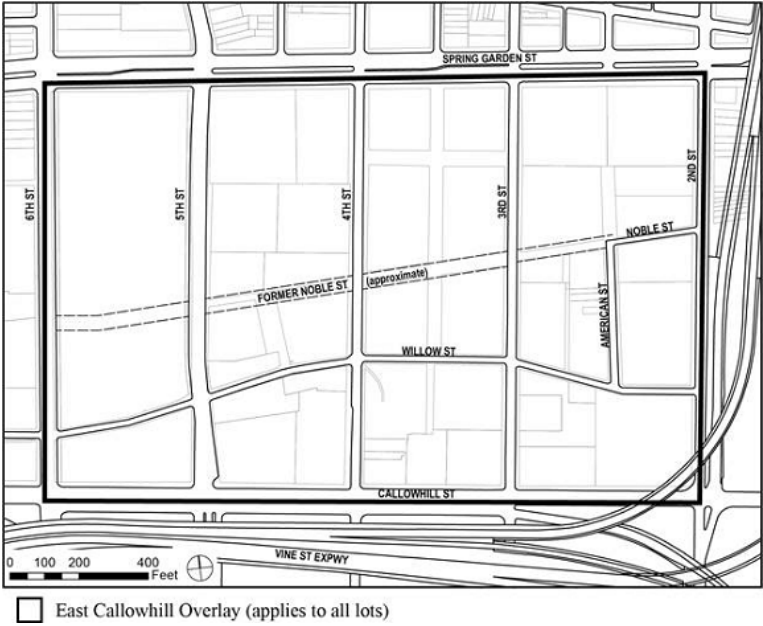 SPRING GARDEN ST
6TH ST
5TH ST
4TH ST
3RD ST
2ND ST
NOBLE ST
FORMER NOBLE ST (approximate)
AMERICAN ST
WILLOW ST
CALLOWHILL ST
VINE ST EXPWY
0 100 200 400
Feet
East Callowhill Overlay (applies to all lots)